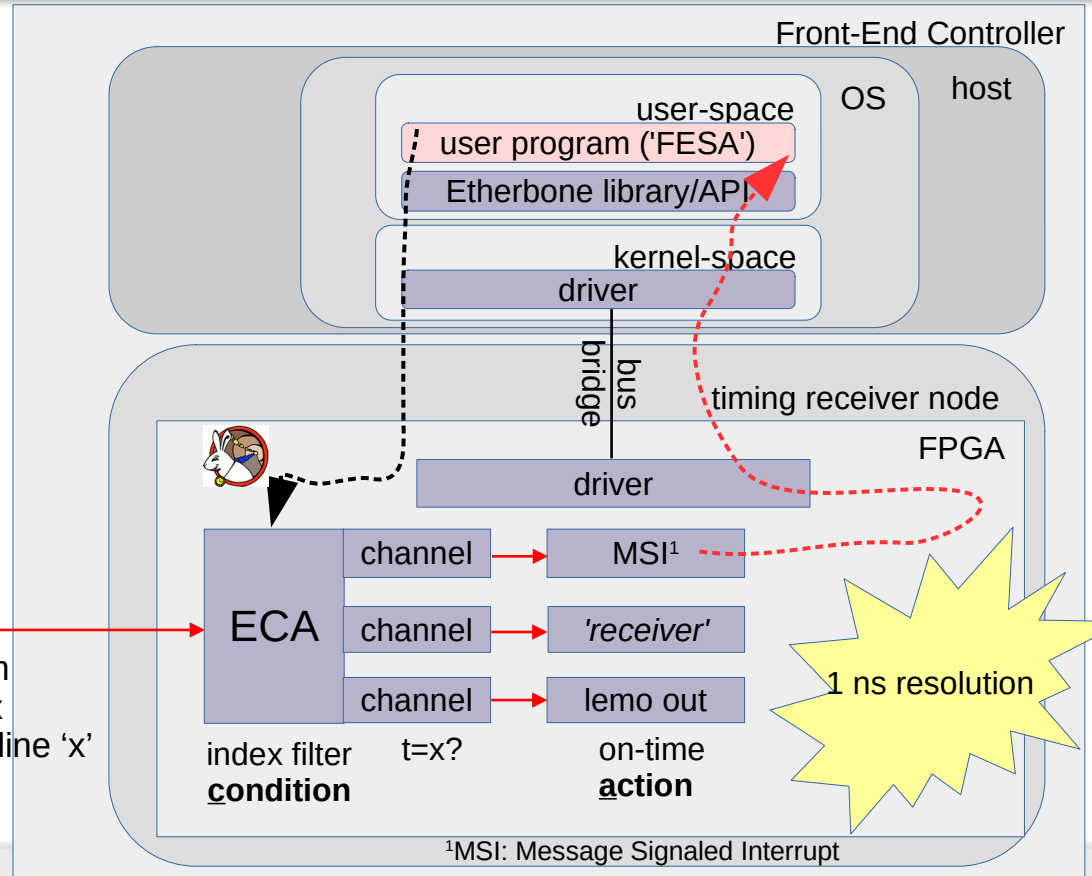 Front-End Controller
host
OS
user-space
user program ('FESA')
Etherbone library/API
kernel-space
driver
bus
bridge
timing receiver node
FPGA
driver
channel
MSI¹
ECA
channel
'receiver'
channel
lemo out
1 ns resolution
line ‘x’
index filter
condition
t=x?
on-time
action
¹MSI: Message Signaled Interrupt